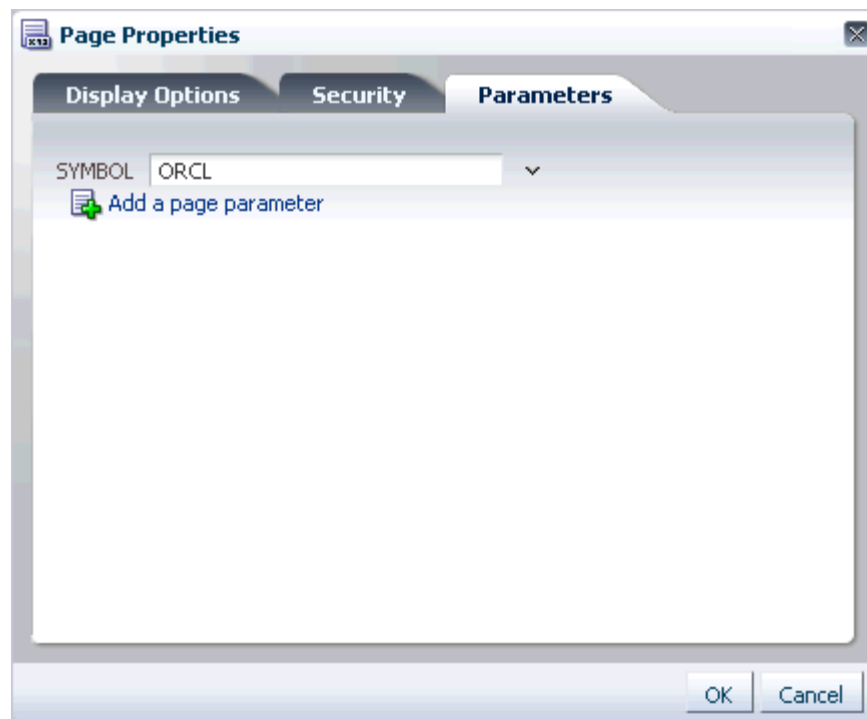 Page Properties
Display Options Security Parameters
SYMBOL ORCL
Add a page parameter
OK Cancel